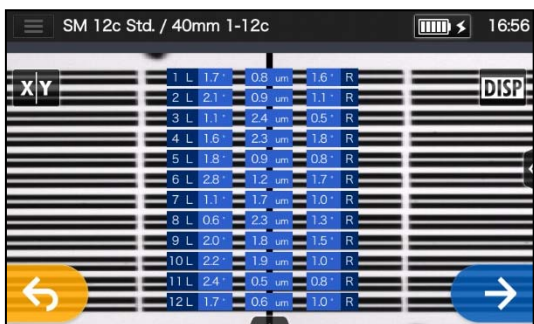 SM 12c Std. / 40mm 1-12c 16:56
X|Y
DISP
1 L 1.7° 0.8 um 1.6° R
2 L 2.1° 0.9 um 1.1° R
3 L 1.1° 2.4 um 0.5° R
4 L 1.6° 2.3 um 1.8° R
5 L 1.8° 0.9 um 0.8° R
6 L 2.8° 1.2 um 1.7° R
7 L 1.1° 1.7 um 1.0° R
8 L 0.6° 2.3 um 1.3° R
9 L 2.0° 1.8 um 1.5° R
10 L 2.2° 1.9 um 1.0° R
11 L 2.4° 0.5 um 0.8° R
12 L 1.7° 0.6 um 1.0° R